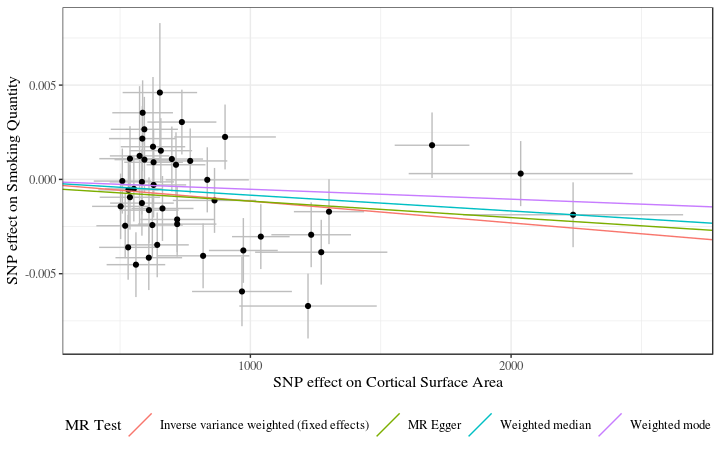 SNP effect on Smoking Quantity
0.005
0.000
-0.005
1000
2000
SNP effect on Cortical Surface Area
MR Test
Inverse variance weighted (fixed effects)
MR Egger
Weighted median
Weighted mode